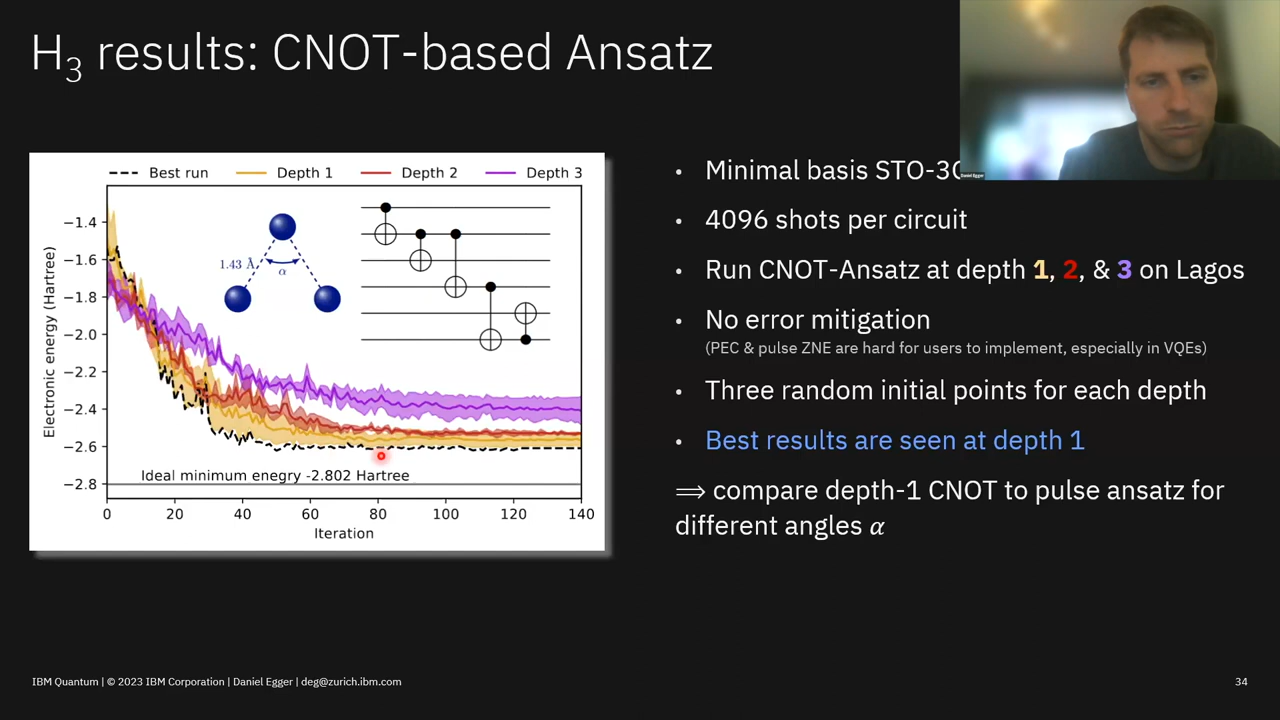 H3 results: CNOT-based Ansatz
Best run
Depth 1
Depth 2
Depth 3
Electronic energy (Hartree)
−1.4
−1.6
−1.8
−2.0
−2.2
−2.4
−2.6
−2.8
1.43 Å
α
Ideal minimum enegry -2.802 Hartree
0 20 40 60 80 100 120 140
Iteration
Daniel Egger
• Minimal basis
• 4096 shots per circuit
• Run CNOT-Ansatz at depth 1, 2, & 3 on Lagos
• No error mitigation
(PEC & pulse ZNE are hard for users to implement, especially in VQEs)
• Three random initial points for each depth
• Best results are seen at depth 1
⟹ compare depth-1 CNOT to pulse ansatz for
different angles α
IBM Quantum | © 2023 IBM Corporation | Daniel Egger | deg@zurich.ibm.com
34